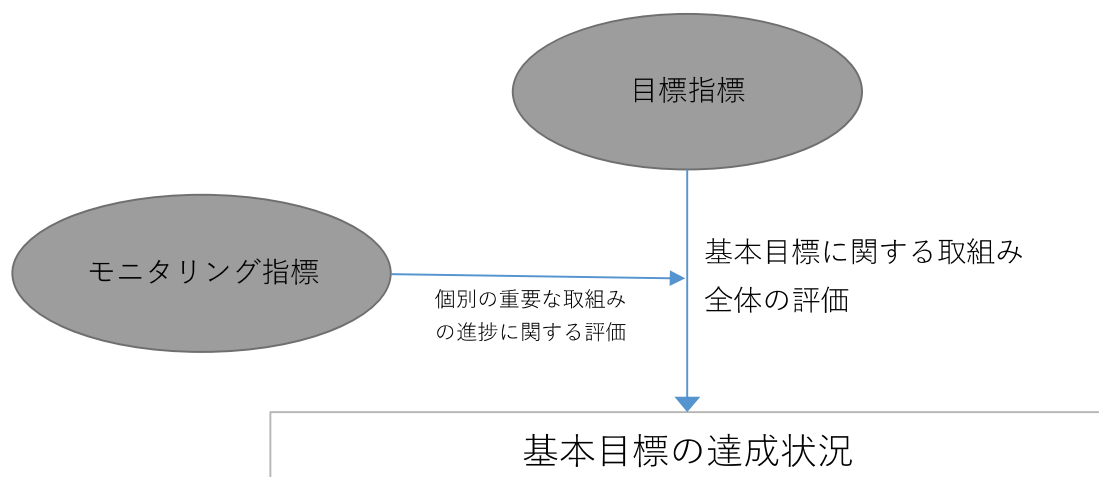 目標指標
モニタリング指標
基本目標に関する取組み
全体の評価
個別の重要な取組み
の進捗に関する評価
基本目標の達成状況